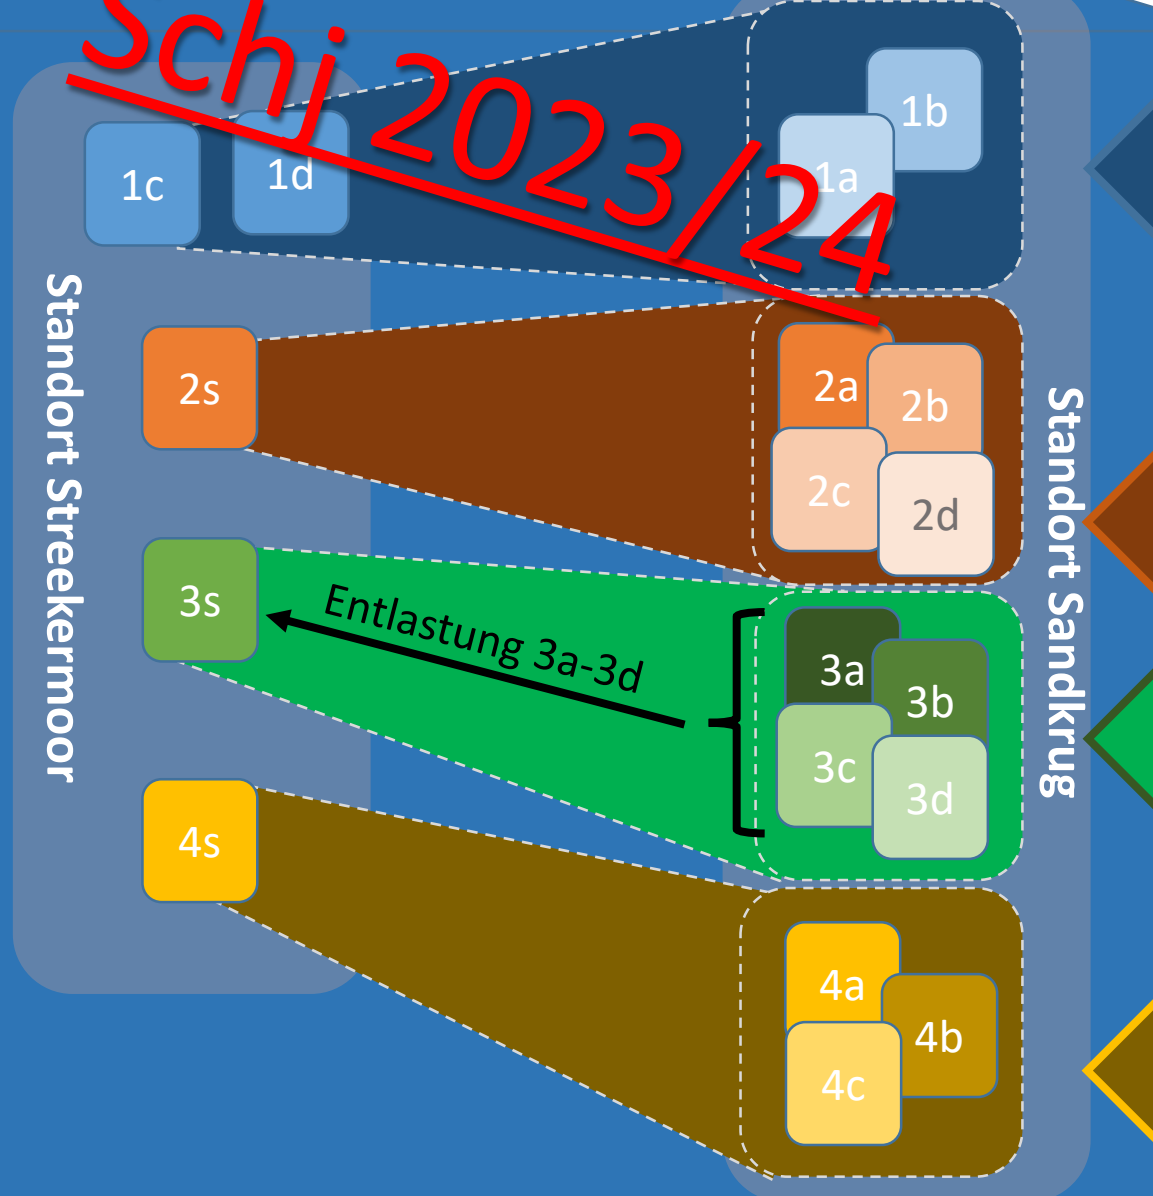 Schj 2023/24
1c
1d
1b
1a
Standort Streekermoor
2s
2a
2b
2c
2d
Standort Sandkrug
3s
Entlastung 3a-3d
3a
3b
3c
3d
4s
4a
4b
4c